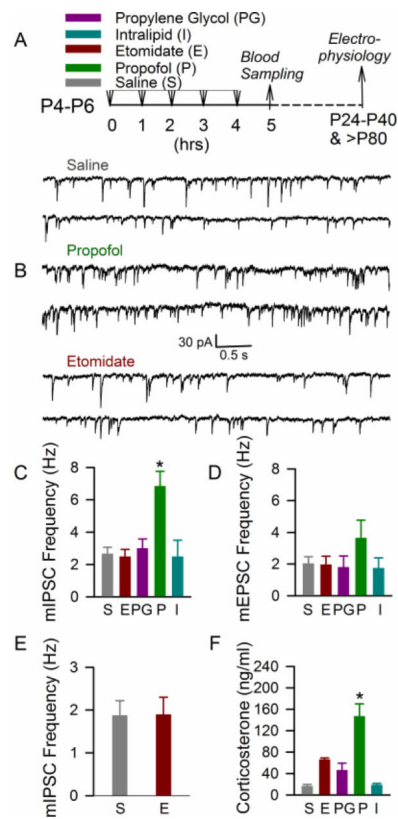 A
Propylene Glycol (PG)
Intralipid (I)
Etomidate (E)
Propofol (P)
Saline (S)
Blood
Sampling
Electro-
physiology
P4-P6
0 1 2 3 4 5
(hrs)
P24-P40
& >P80
Saline
Propofol
B
30 pA
0.5 s
Etomidate
C
mIPSC Frequency (Hz)
8
6
4
2
0
*
S E PG P I
D
mEPSC Frequency (Hz)
8
6
4
2
0
S E PG P I
E
mIPSC Frequency (Hz)
3
2
1
0
S E
F
Corticosterone (ng/ml)
240
200
160
120
80
40
0
*
S E PG P I